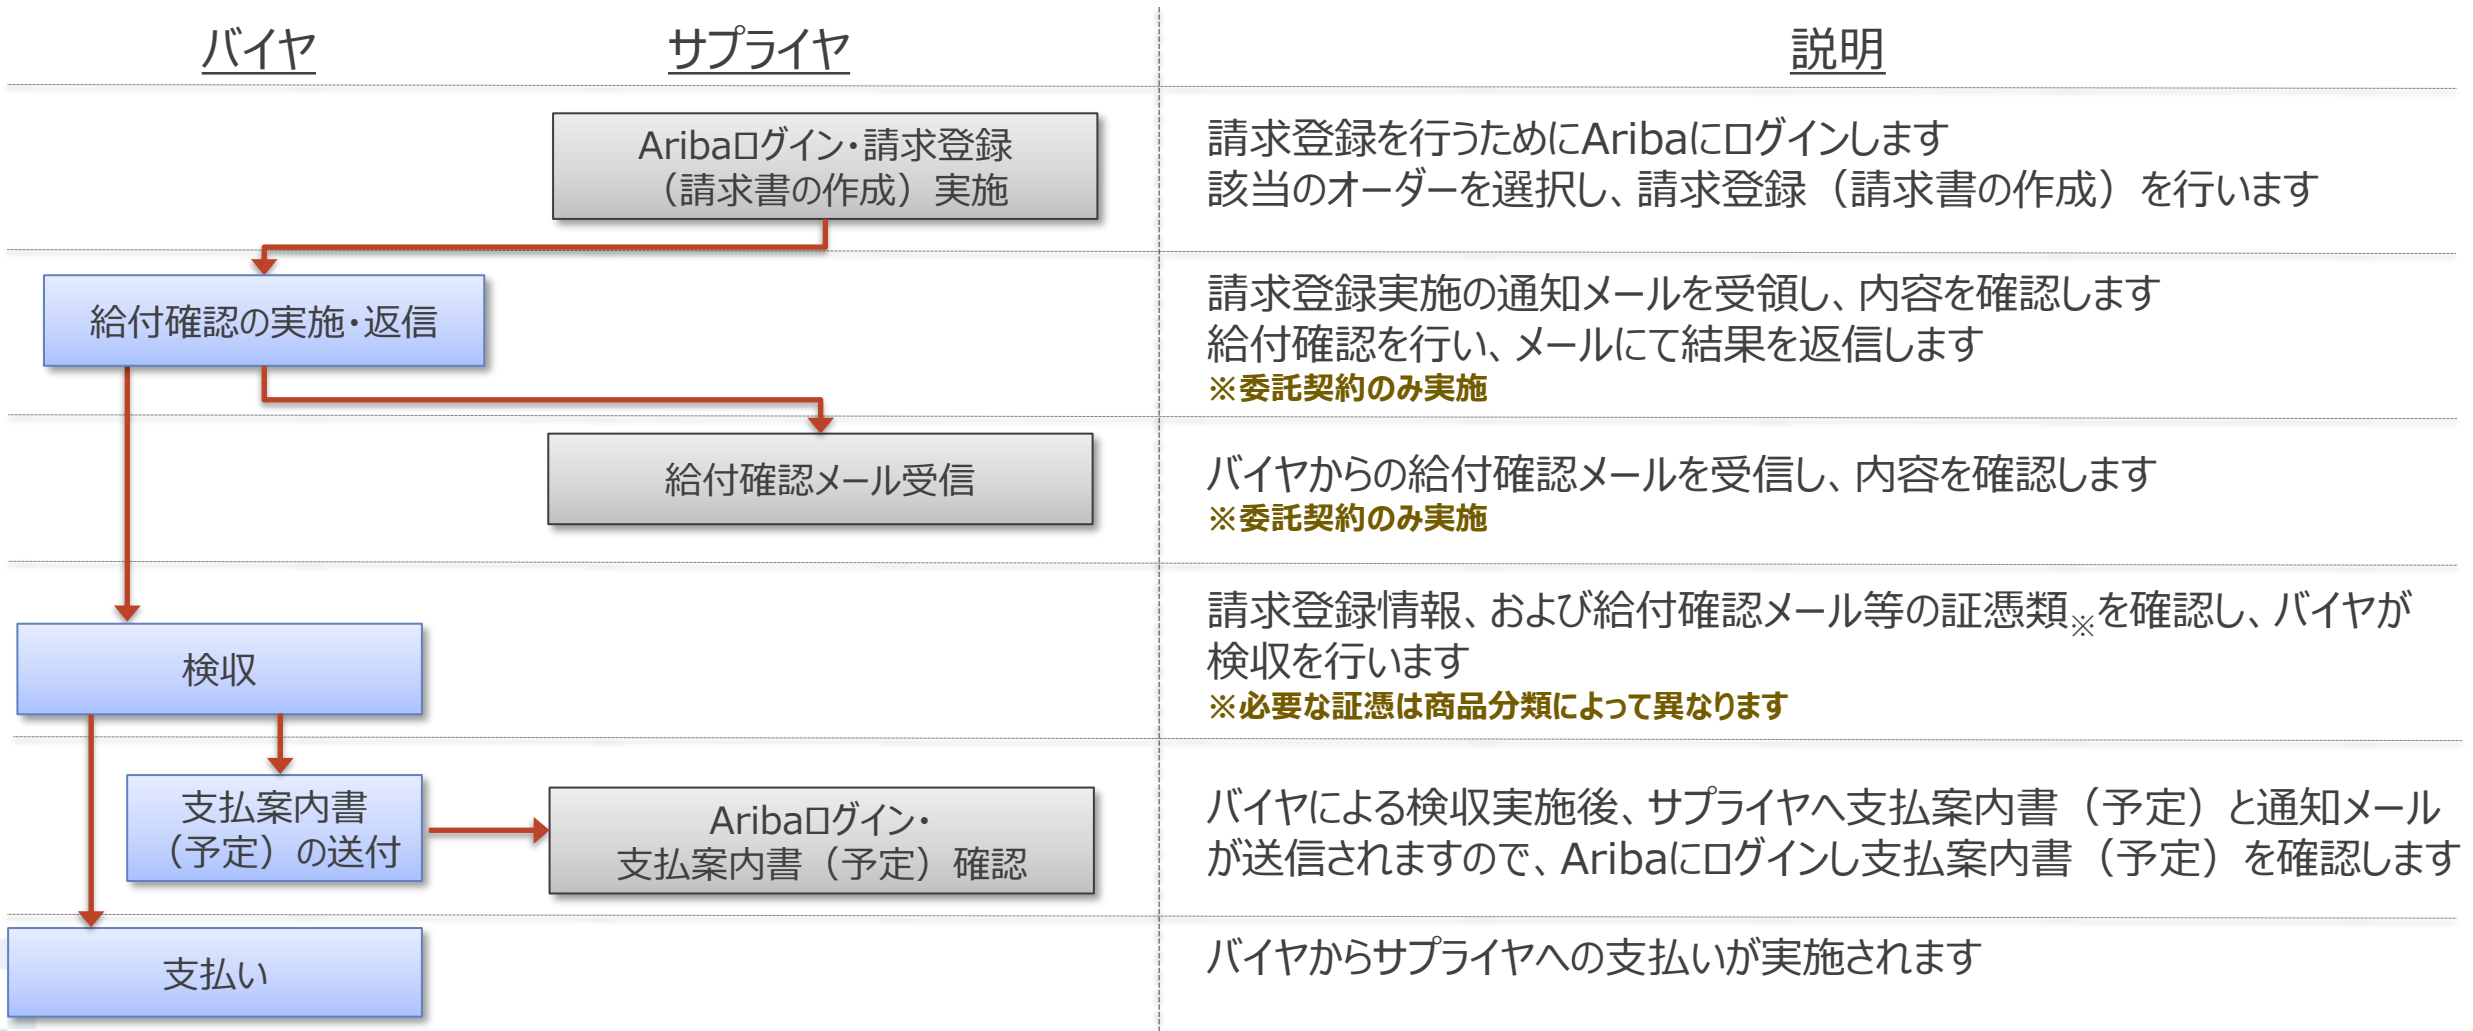 バイヤ
サプライヤ
説明
Aribaログイン・請求登録
（請求書の作成）実施
請求登録を行うためにAribaにログインします
該当のオーダーを選択し、請求登録（請求書の作成）を行います
給付確認の実施・返信
請求登録実施の通知メールを受領し、内容を確認します
給付確認を行い、メールにて結果を返信します
※委託契約のみ実施
給付確認メール受信
バイヤからの給付確認メールを受信し、内容を確認します
※委託契約のみ実施
検収
請求登録情報、および給付確認メール等の証憑類※を確認し、バイヤが
検収を行います
※必要な証憑は商品分類によって異なります
支払案内書
（予定）の送付
Aribaログイン・
支払案内書（予定）確認
バイヤによる検収実施後、サプライヤへ支払案内書（予定）と通知メール
が送信されますので、Aribaにログインし支払案内書（予定）を確認します
支払い
バイヤからサプライヤへの支払いが実施されます